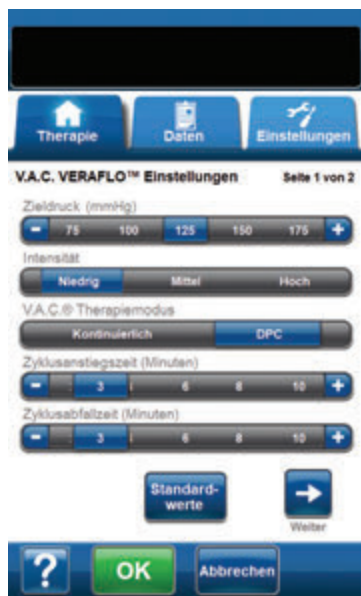 Therapie Daten Einstellungen
V.A.C. VERAFLO™ Einstellungen Seite 1 von 2
Zieldruck (mmHg)
- 75 100 125 150 175 +
Intensität
Niedrig Mittel Hoch
V.A.C.® Therapiemodus
Kontinuierlich DPC
Zyklusanstiegszeit (Minuten)
- 3 6 8 10 +
Zyklusabfallzeit (Minuten)
- 3 6 8 10 +
Standard-
werte
Weiter
? OK Abbrechen